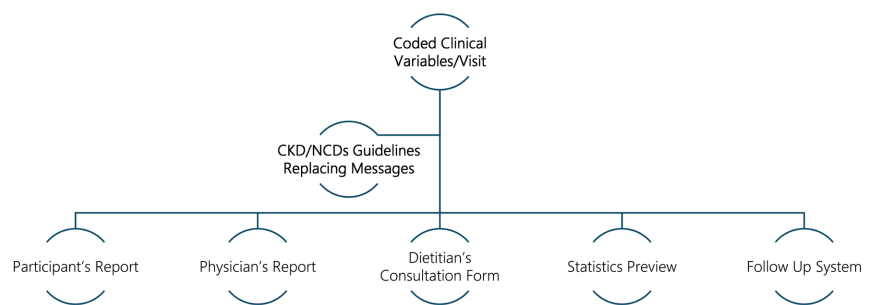 Coded Clinical
Variables/Visit
CKD/NCDs Guidelines
Replacing Messages
Participant's Report
Physician's Report
Dietitian's
Consultation Form
Statistics Preview
Follow Up System